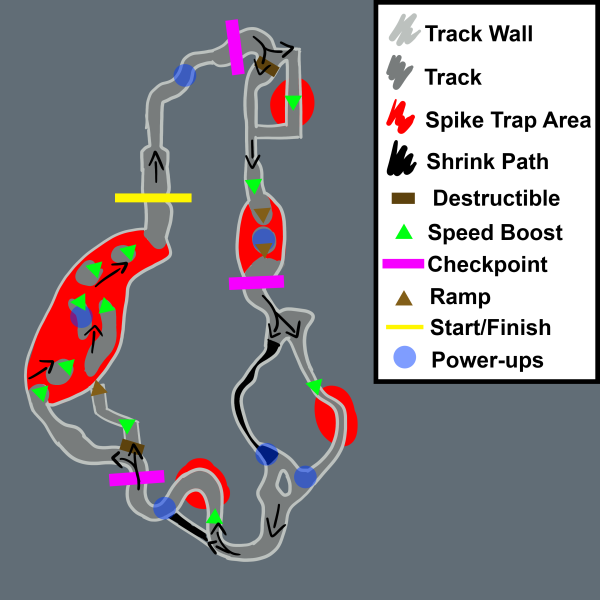 Track Wall
Track
Spike Trap Area
Shrink Path
Destructible
Speed Boost
Checkpoint
Ramp
Start/Finish
Power-ups